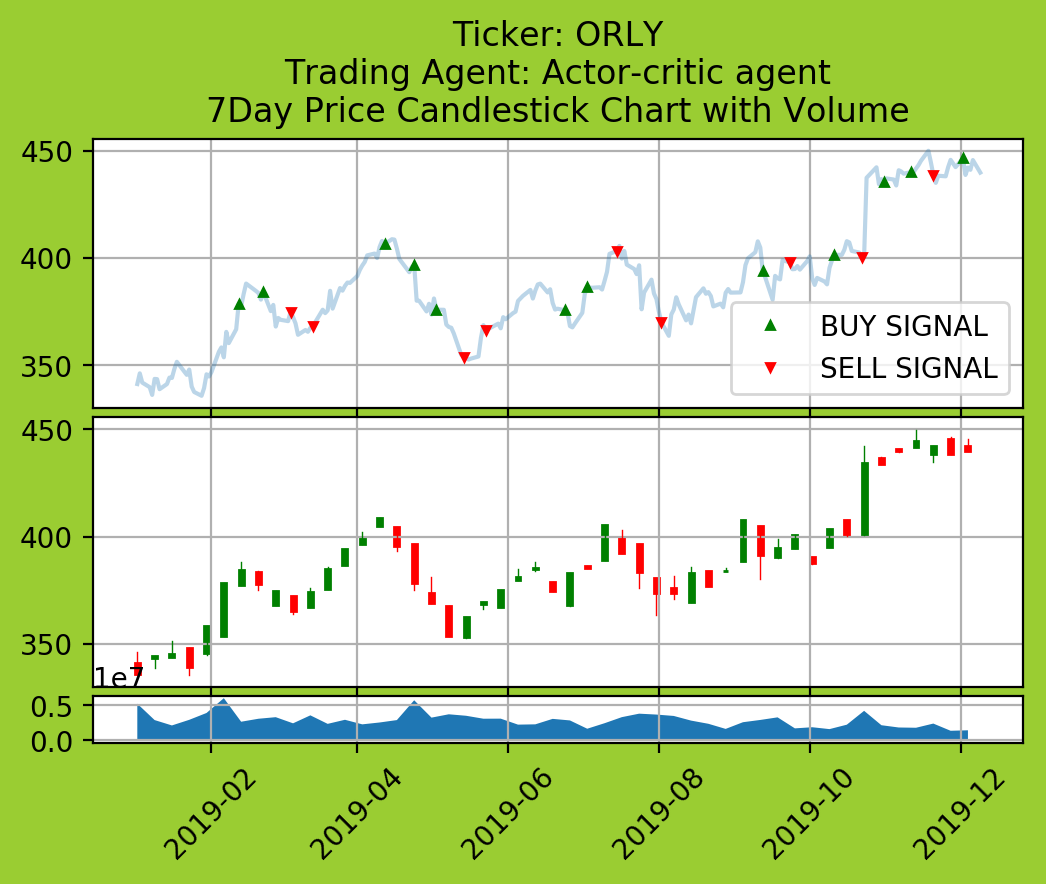 Ticker: ORLY
Trading Agent: Actor-critic agent
7Day Price Candlestick Chart with Volume
450
400
350
BUY SIGNAL
SELL SIGNAL
450
400
350
1e7
0.5
0.0
2019-02
2019-04
2019-06
2019-08
2019-10
2019-12